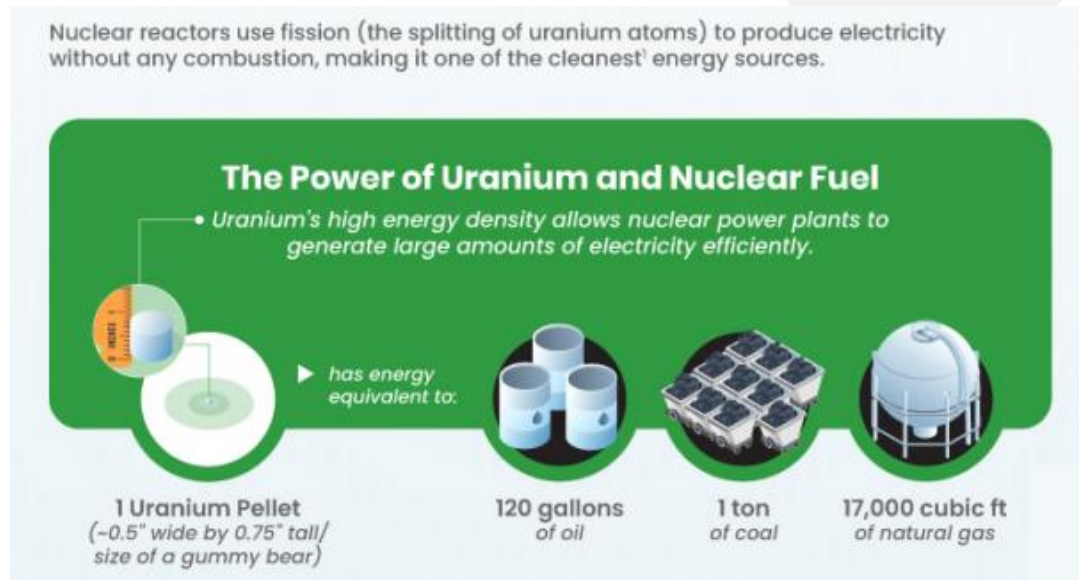 Nuclear reactors use fission (the splitting of uranium atoms) to produce electricity
without any combustion, making it one of the cleanest¹ energy sources.
The Power of Uranium and Nuclear Fuel
• Uranium's high energy density allows nuclear power plants to
generate large amounts of electricity efficiently.
0 INCHES 1
has energy
equivalent to:
1 Uranium Pellet
(~0.5" wide by 0.75" tall/
size of a gummy bear)
120 gallons
of oil
1 ton
of coal
17,000 cubic ft
of natural gas